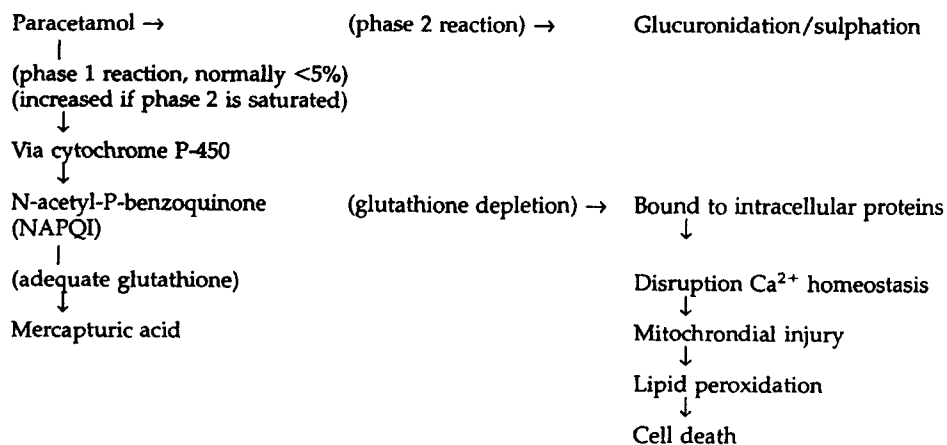 Paracetamol → (phase 2 reaction) → Glucuronidation/sulphation
(phase 1 reaction, normally <5%)
(increased if phase 2 is saturated)
↓
Via cytochrome P-450
↓
N-acetyl-P-benzoquinone (glutathione depletion) → Bound to intracellular proteins
(NAPQI) ↓
(adequate glutathione) Disruption Ca²⁺ homeostasis
↓ ↓
Mercapturic acid Mitochrondial injury
↓
Lipid peroxidation
↓
Cell death